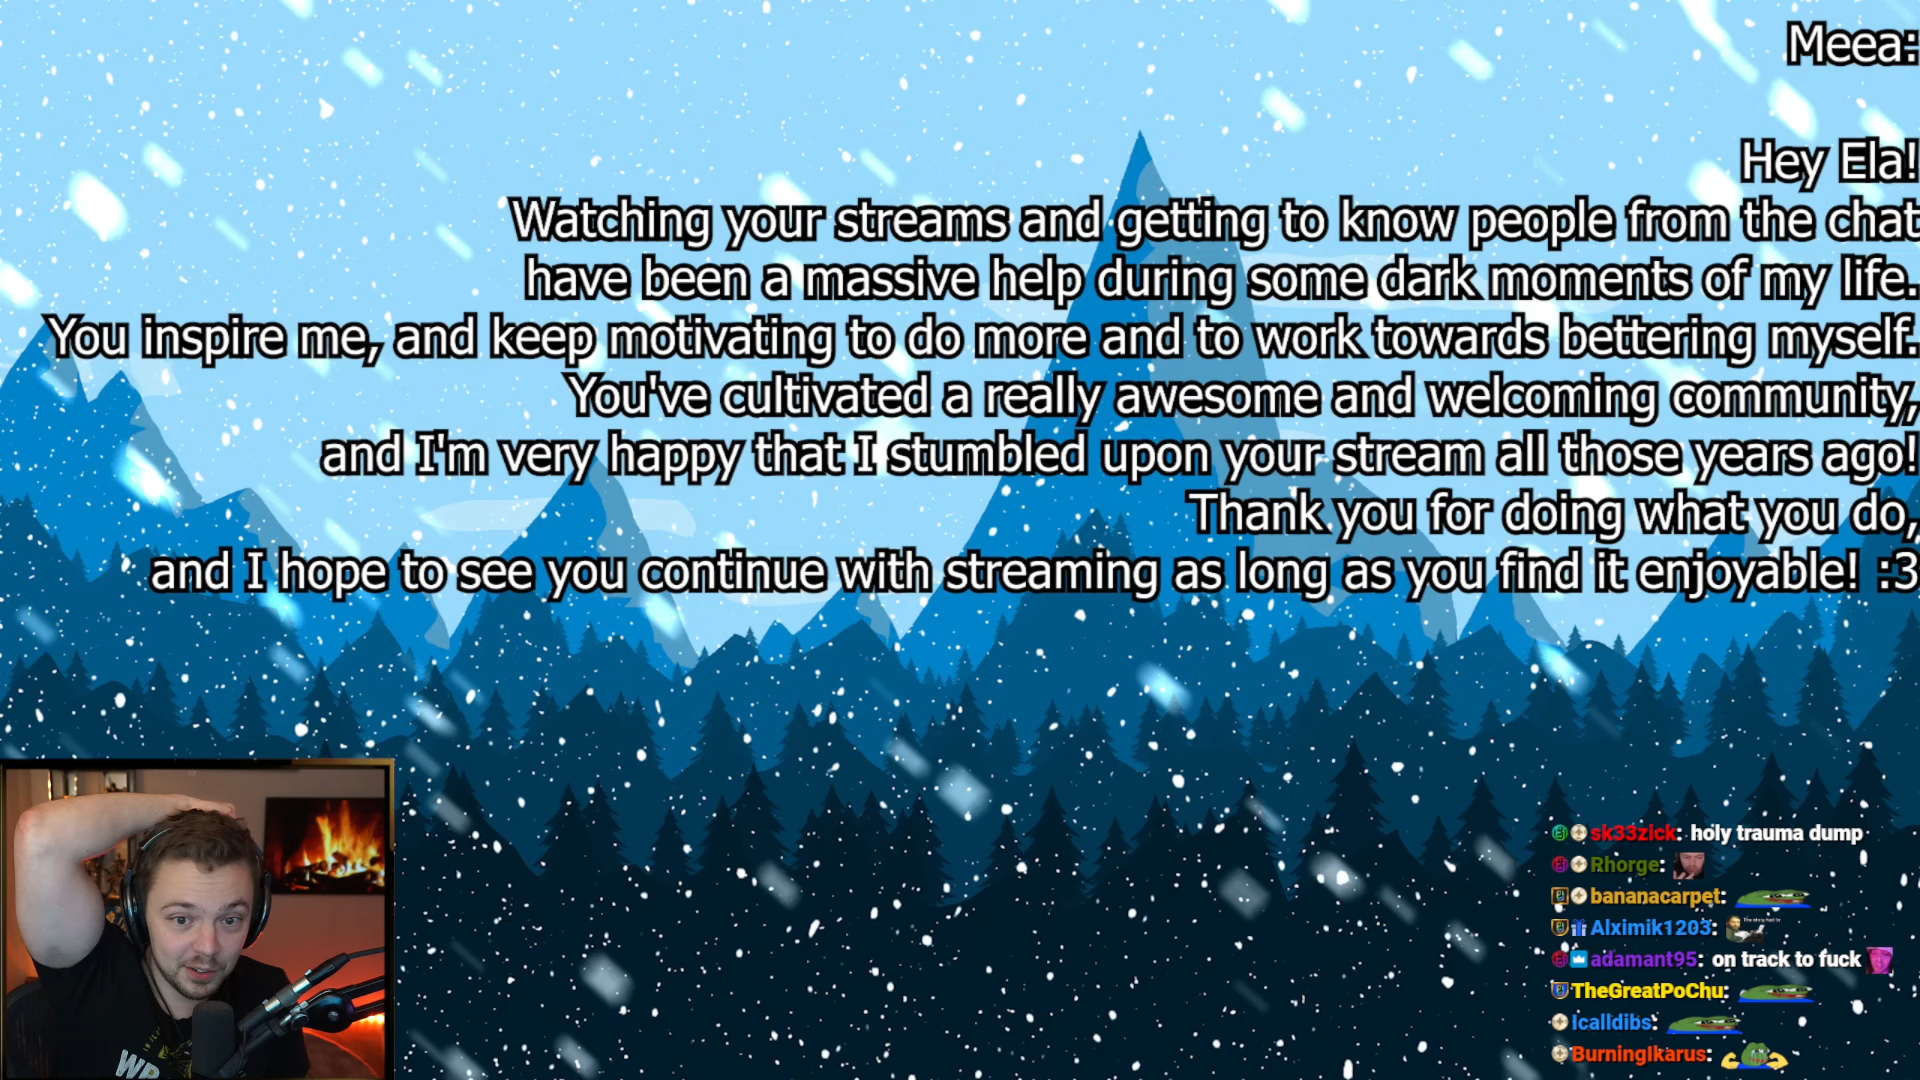 Meea:
Hey Ela!
Watching your streams and getting to know people from the chat
have been a massive help during some dark moments of my life.
You inspire me, and keep motivating to do more and to work towards bettering myself.
You've cultivated a really awesome and welcoming community,
and I'm very happy that I stumbled upon your stream all those years ago!
Thank you for doing what you do,
and I hope to see you continue with streaming as long as you find it enjoyable! :3
sk33zick: holy trauma dump
Rhorge:
bananacarpet:
Alximik1203:
adamant95: on track to fuck
TheGreatPoChu:
Icalldibs:
BurningIkarus: